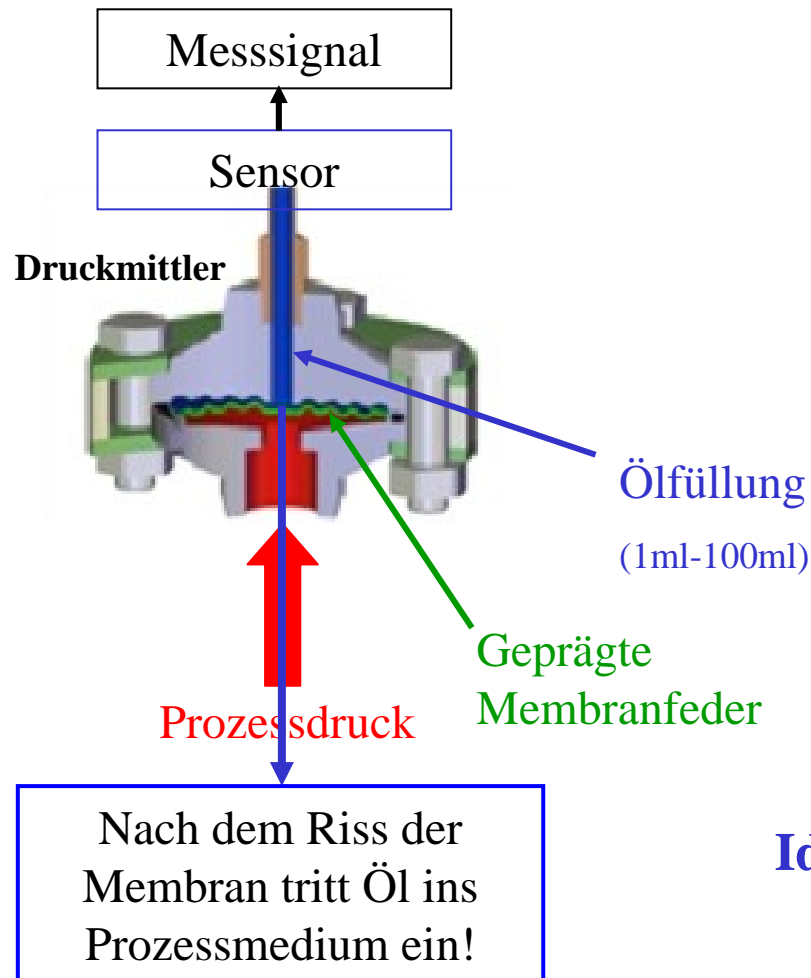 Messsignal
Sensor
Druckmittler
Ölfüllung
(1ml-100ml)
Geprägte
Membranfeder
Prozessdruck
Nach dem Riss der
Membran tritt Öl ins
Prozessmedium ein!
Id